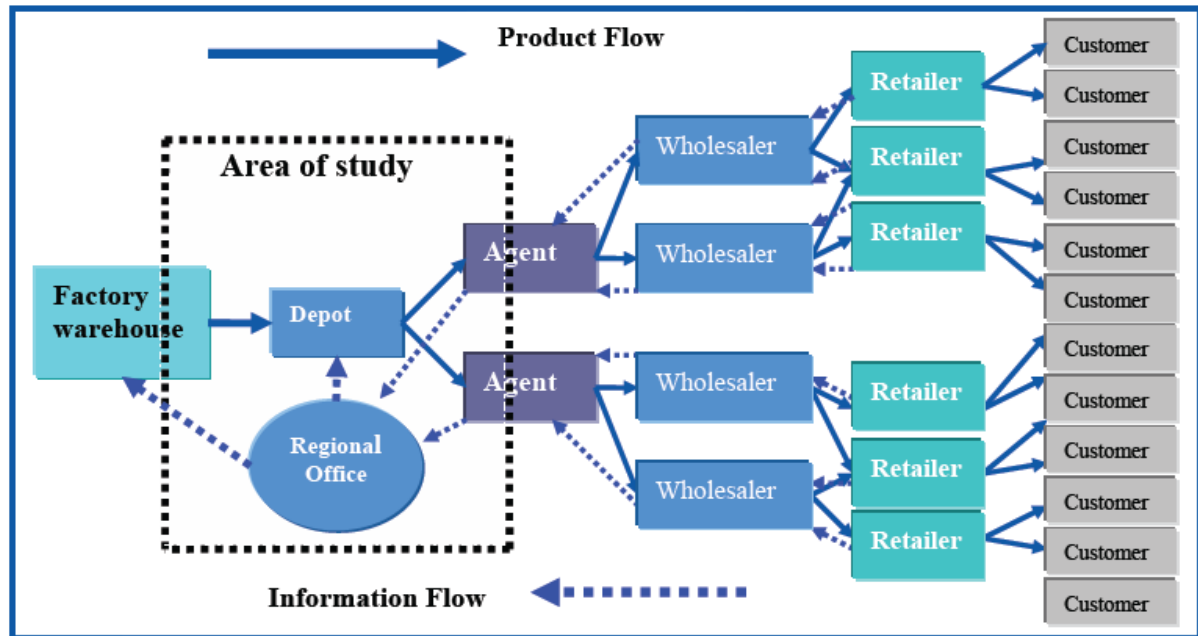 Product Flow
Area of study
Factory
warehouse
Depot
Regional
Office
Agent
Agent
Wholesaler
Wholesaler
Wholesaler
Wholesaler
Retailer
Retailer
Retailer
Retailer
Retailer
Retailer
Customer
Customer
Customer
Customer
Customer
Customer
Customer
Customer
Customer
Customer
Customer
Customer
Information Flow